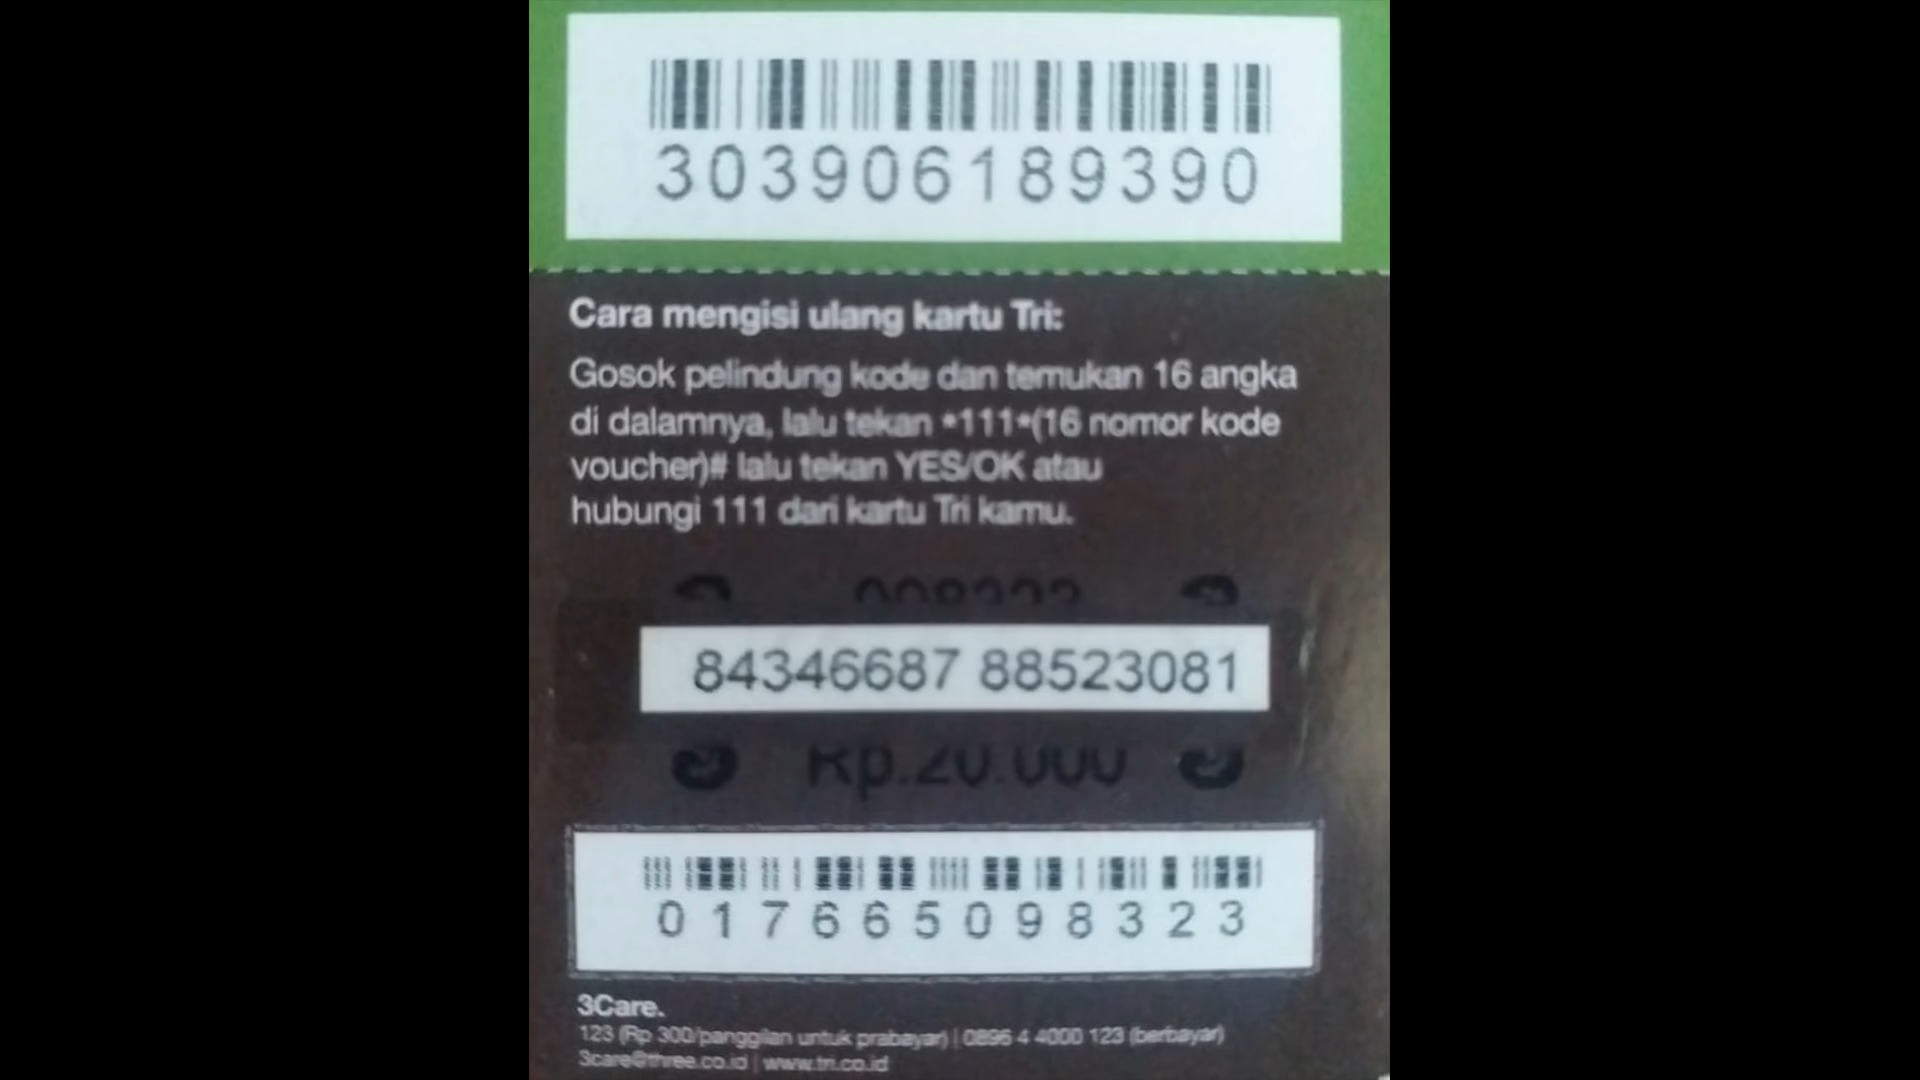 303906189390
Cara mengisi ulang kartu Tri:
Gosok pelindung kode dan temukan 16 angka
di dalamnya, lalu tekan *111*(16 nomor kode
voucher)# lalu tekan YES/OK atau
hubungi 111 dari kartu Tri kamu.
84346687 88523081
Rp.20.000
017665098323
3Care.
123 (Rp 300/panggilan untuk prabayar) | 0896 4 4000 123 (berbayar)
3care@three.co.id | www.tri.co.id